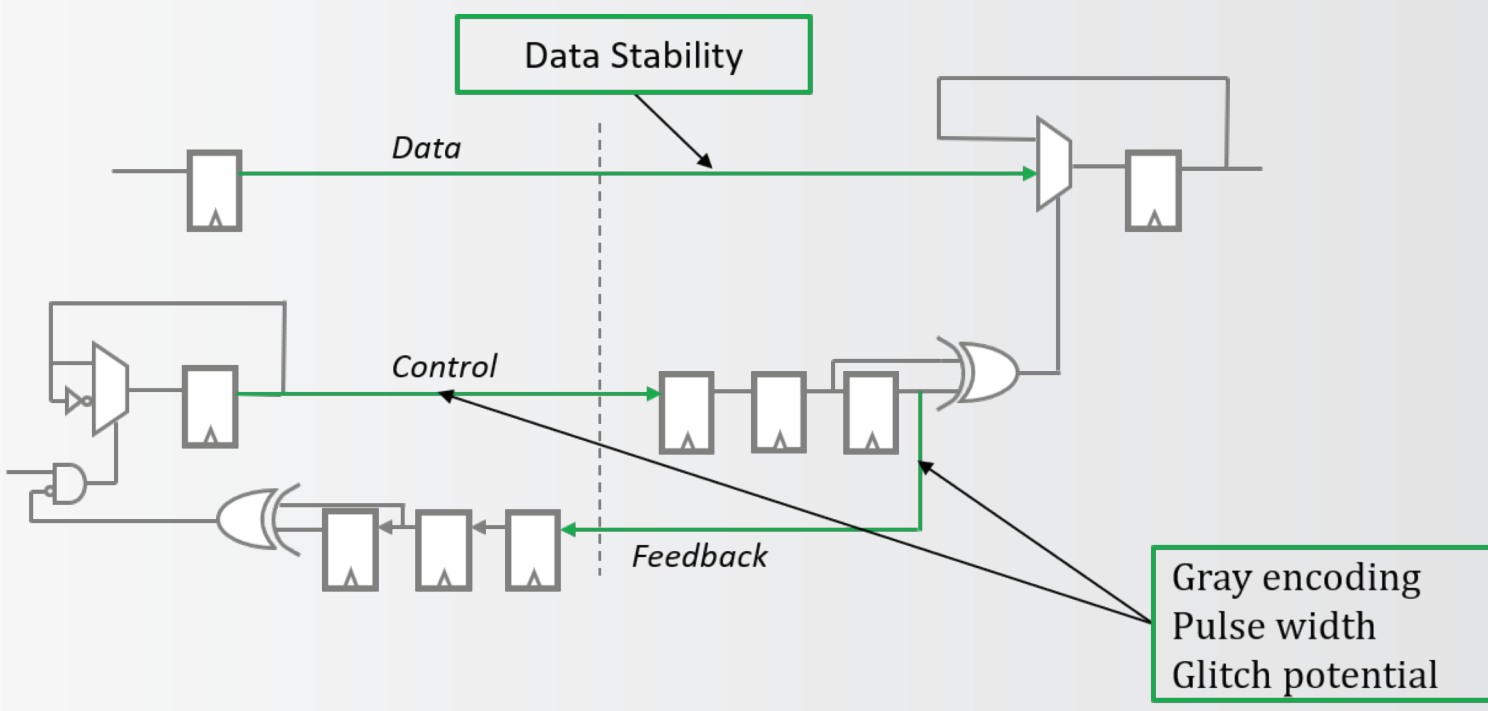 Data Stability
Data
Control
Feedback
Gray encoding
Pulse width
Glitch potential